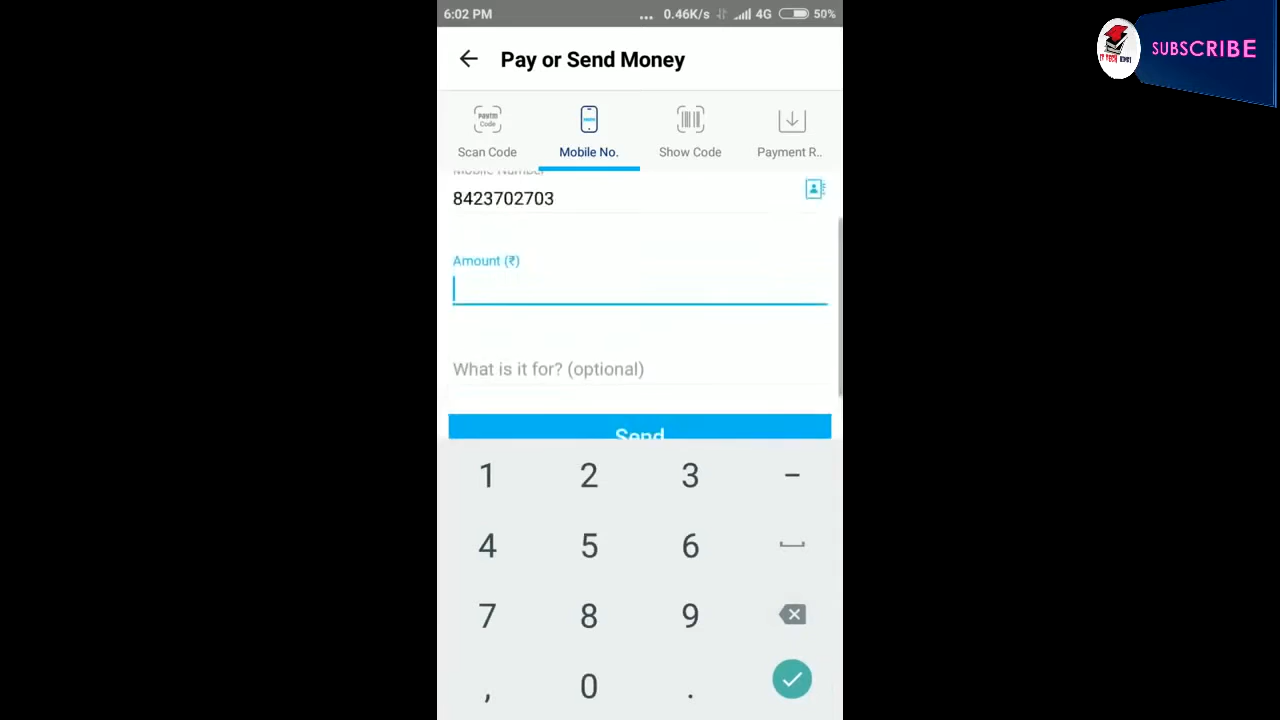 6:02 PM ... 0.46K/s 4G 50%
SUBSCRIBE
Pay or Send Money
paytm
Code
Scan Code Mobile No. Show Code Payment R..
Mobile Number
8423702703
Amount (₹)
What is it for? (optional)
Send
1 2 3 -
4 5 6
7 8 9
, 0 .